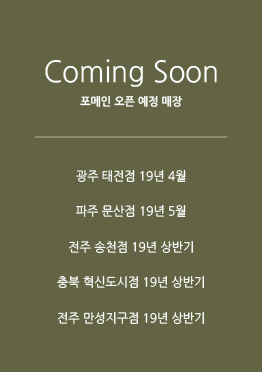 Coming Soon
포메인 오픈 예정 매장
광주 태전점 19년 4월
파주 문산점 19년 5월
전주 송천점 19년 상반기
충북 혁신도시점 19년 상반기
전주 만성지구점 19년 상반기